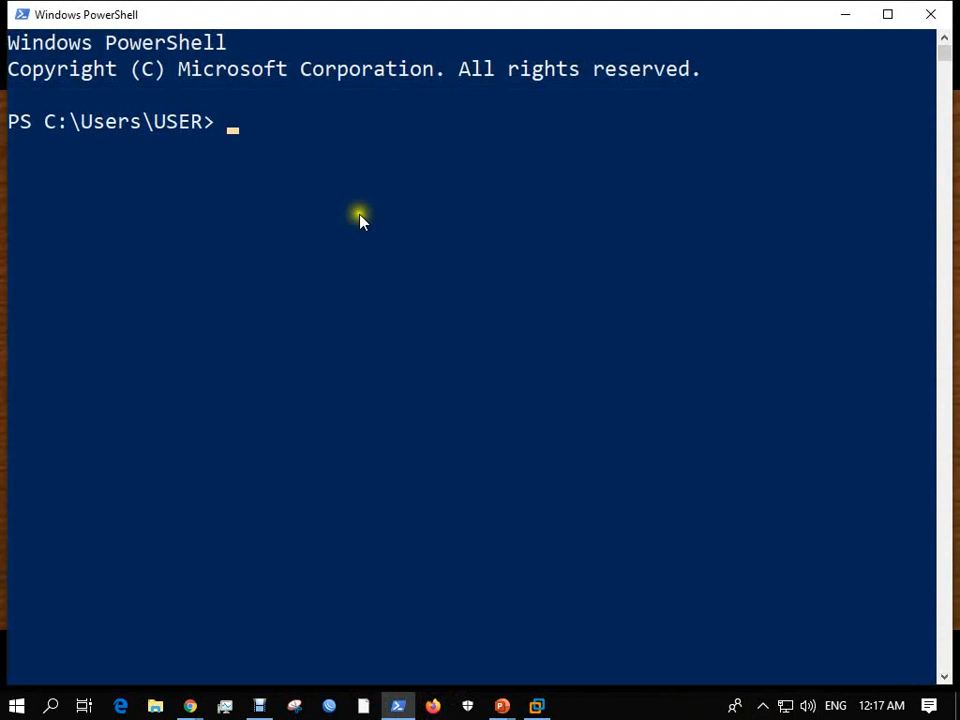 Windows PowerShell
Windows PowerShell
Copyright (C) Microsoft Corporation. All rights reserved.
PS C:\Users\USER>
ENG
12:17 AM